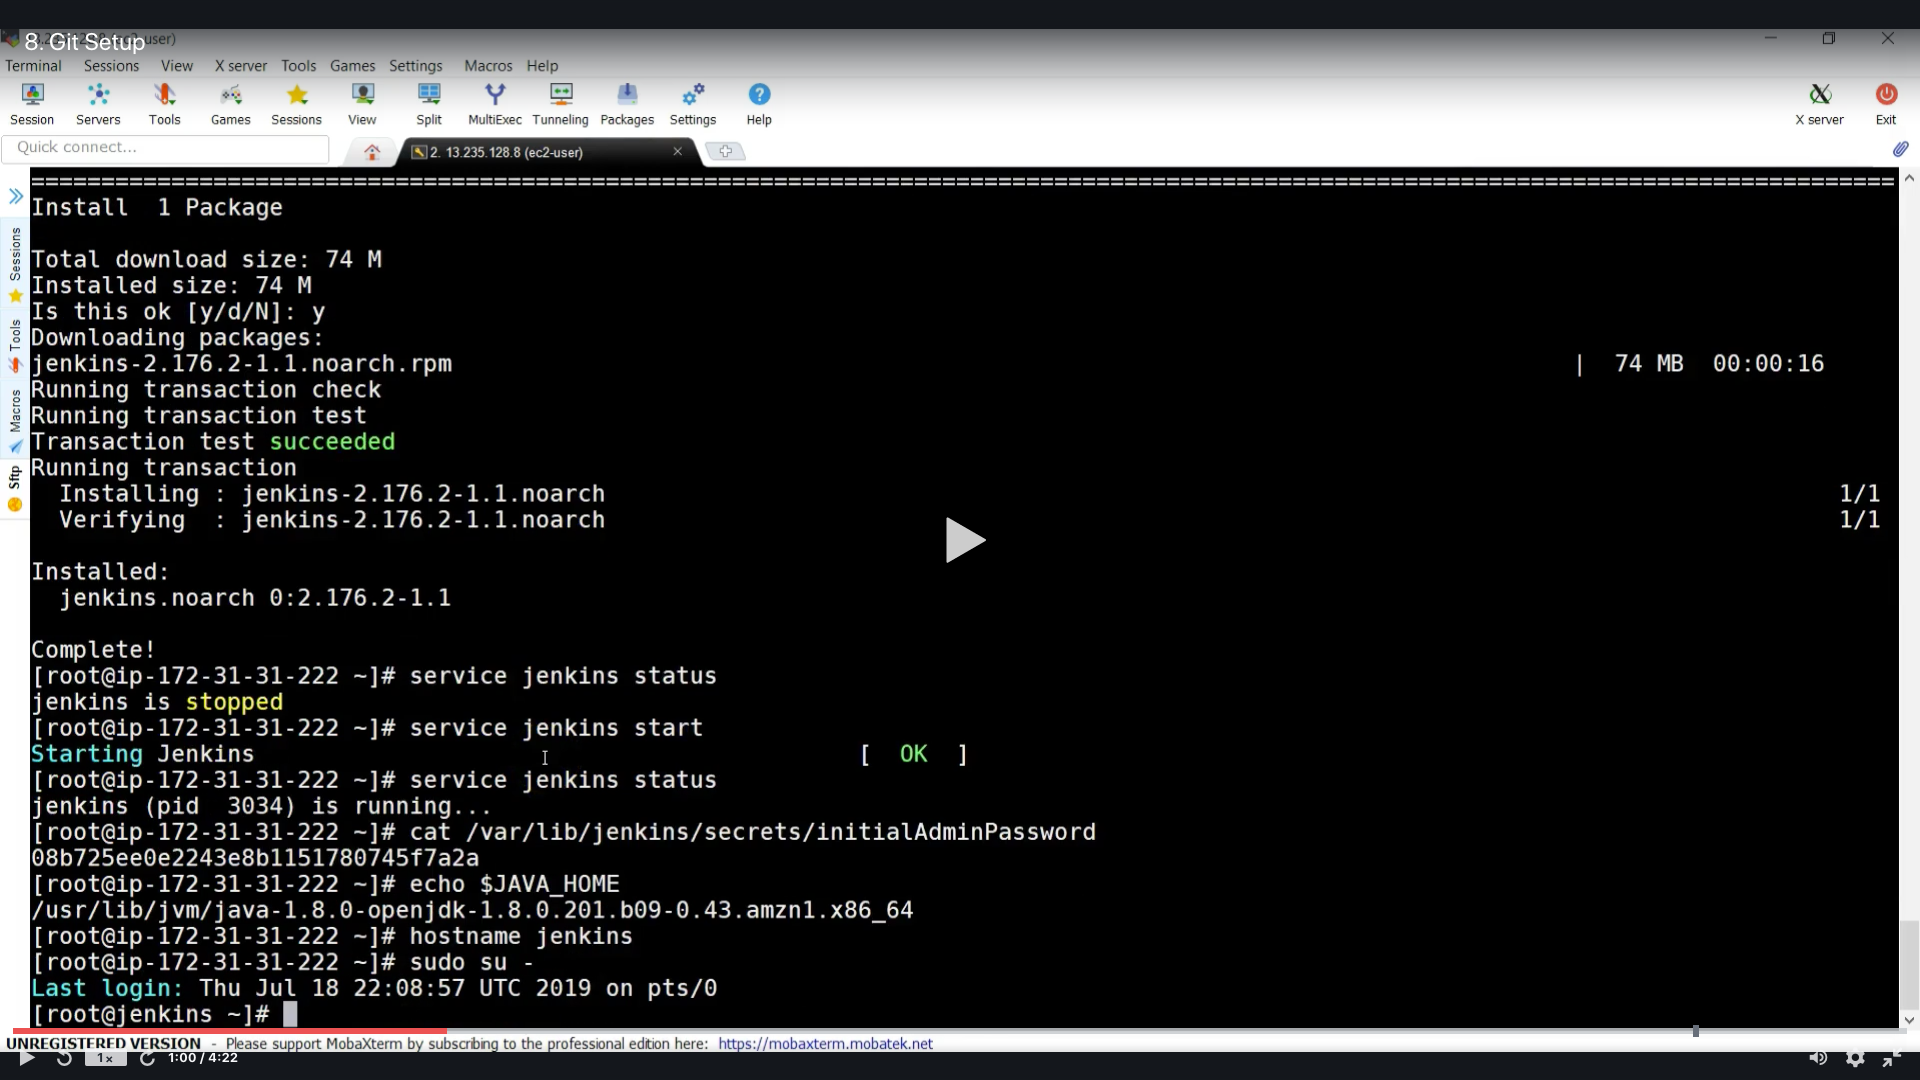 8. Git Setup
user)
Terminal Sessions View X server Tools Games Settings Macros Help
Session Servers Tools Games Sessions View Split MultiExec Tunneling Packages Settings Help X server Exit
Quick connect...
2. 13.235.128.8 (ec2-user)
================================================================================
Install  1 Package
Total download size: 74 M
Installed size: 74 M
Is this ok [y/d/N]: y
Downloading packages:
jenkins-2.176.2-1.1.noarch.rpm | 74 MB 00:00:16
Running transaction check
Running transaction test
Transaction test succeeded
Running transaction
Installing : jenkins-2.176.2-1.1.noarch 1/1
Verifying  : jenkins-2.176.2-1.1.noarch 1/1
Installed:
jenkins.noarch 0:2.176.2-1.1
Complete!
[root@ip-172-31-31-222 ~]# service jenkins status
jenkins is stopped
[root@ip-172-31-31-222 ~]# service jenkins start
Starting Jenkins [  OK  ]
[root@ip-172-31-31-222 ~]# service jenkins status
jenkins (pid  3034) is running...
[root@ip-172-31-31-222 ~]# cat /var/lib/jenkins/secrets/initialAdminPassword
08b725ee0e2243e8b1151780745f7a2a
[root@ip-172-31-31-222 ~]# echo $JAVA_HOME
/usr/lib/jvm/java-1.8.0-openjdk-1.8.0.201.b09-0.43.amzn1.x86_64
[root@ip-172-31-31-222 ~]# hostname jenkins
[root@ip-172-31-31-222 ~]# sudo su -
Last login: Thu Jul 18 22:08:57 UTC 2019 on pts/0
[root@jenkins ~]#
Sessions
Tools
Macros
Sftp
UNREGISTERED VERSION - Please support MobaXterm by subscribing to the professional edition here: https://mobaxterm.mobatek.net
1x 1:00 / 4:22